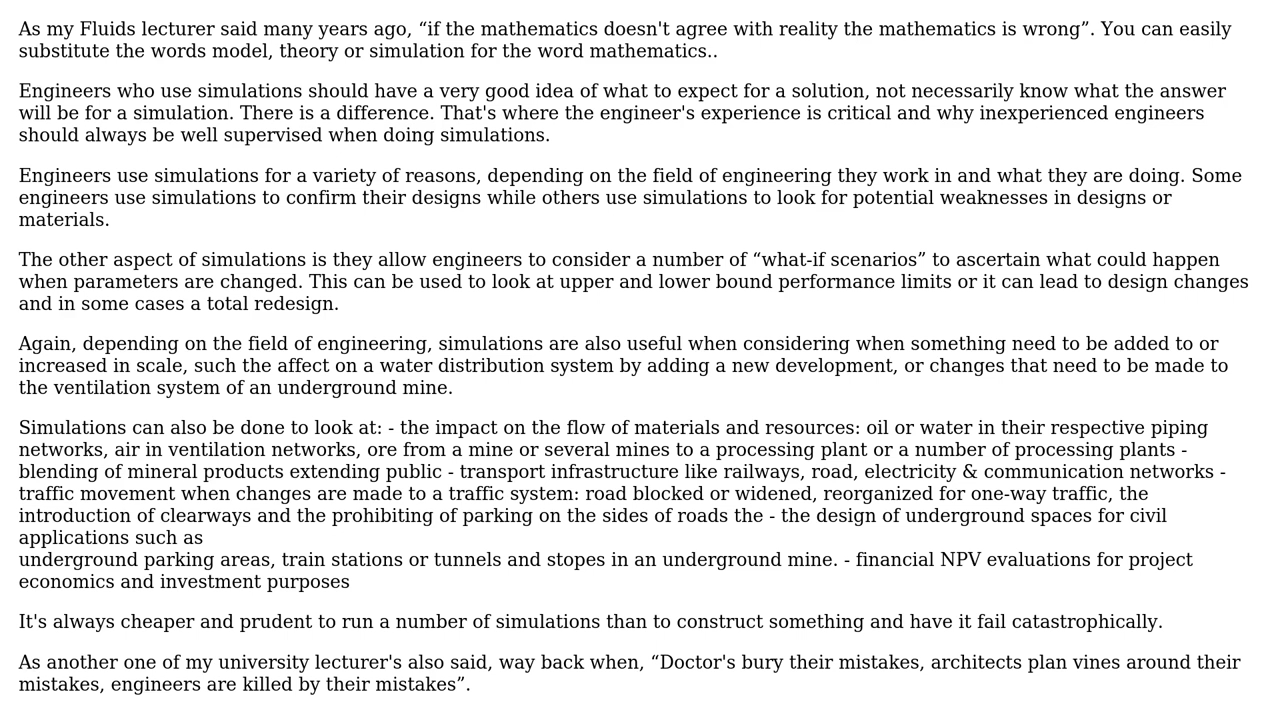 As my Fluids lecturer said many years ago, “if the mathematics doesn't agree with reality the mathematics is wrong”. You can easily
substitute the words model, theory or simulation for the word mathematics..
Engineers who use simulations should have a very good idea of what to expect for a solution, not necessarily know what the answer
will be for a simulation. There is a difference. That's where the engineer's experience is critical and why inexperienced engineers
should always be well supervised when doing simulations.
Engineers use simulations for a variety of reasons, depending on the field of engineering they work in and what they are doing. Some
engineers use simulations to confirm their designs while others use simulations to look for potential weaknesses in designs or
materials.
The other aspect of simulations is they allow engineers to consider a number of “what-if scenarios” to ascertain what could happen
when parameters are changed. This can be used to look at upper and lower bound performance limits or it can lead to design changes
and in some cases a total redesign.
Again, depending on the field of engineering, simulations are also useful when considering when something need to be added to or
increased in scale, such the affect on a water distribution system by adding a new development, or changes that need to be made to
the ventilation system of an underground mine.
Simulations can also be done to look at: - the impact on the flow of materials and resources: oil or water in their respective piping
networks, air in ventilation networks, ore from a mine or several mines to a processing plant or a number of processing plants -
blending of mineral products extending public - transport infrastructure like railways, road, electricity & communication networks -
traffic movement when changes are made to a traffic system: road blocked or widened, reorganized for one-way traffic, the
introduction of clearways and the prohibiting of parking on the sides of roads the - the design of underground spaces for civil
applications such as
underground parking areas, train stations or tunnels and stopes in an underground mine. - financial NPV evaluations for project
economics and investment purposes
It's always cheaper and prudent to run a number of simulations than to construct something and have it fail catastrophically.
As another one of my university lecturer's also said, way back when, “Doctor's bury their mistakes, architects plan vines around their
mistakes, engineers are killed by their mistakes”.